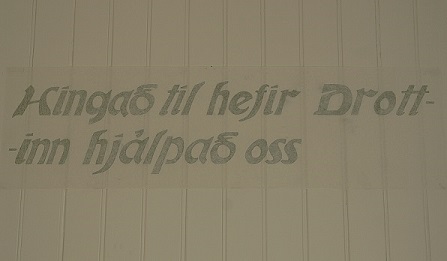 Hingað til hefir Drott-
-inn hjálpað oss